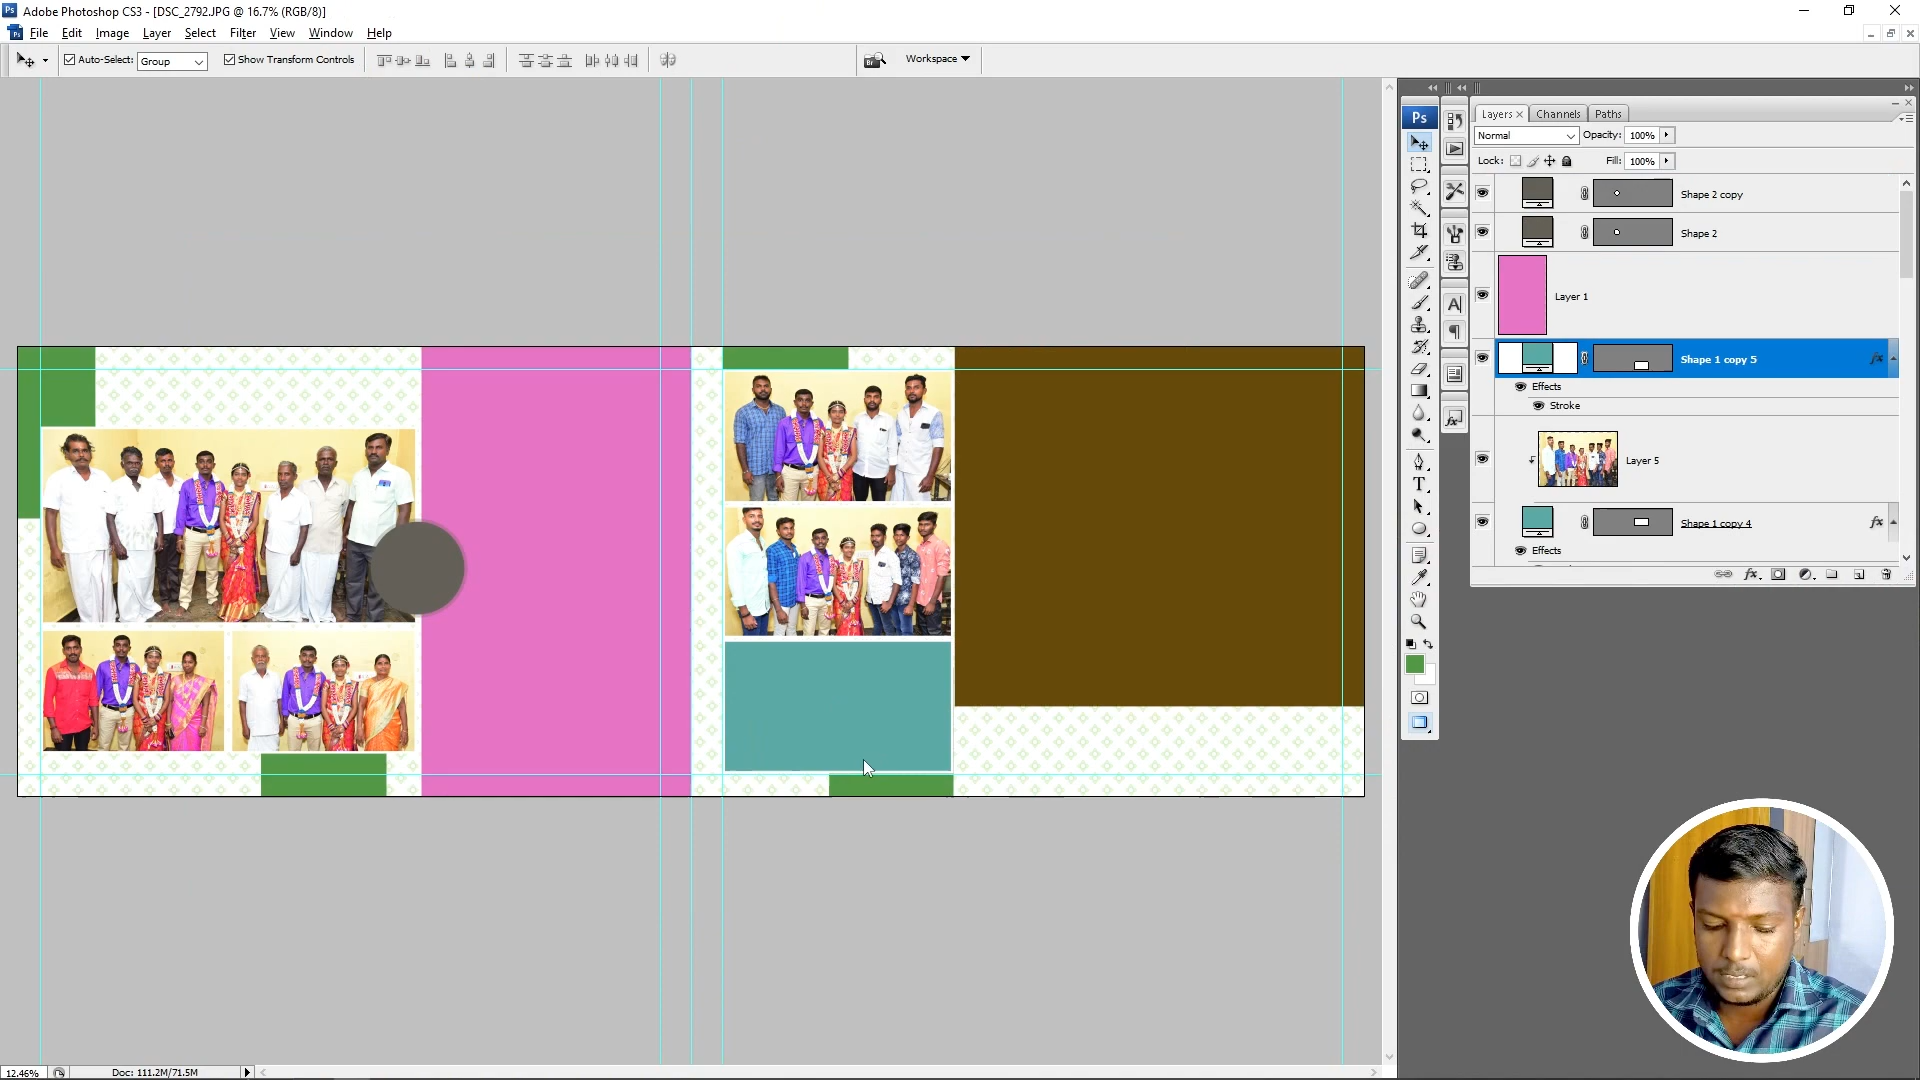 Adobe Photoshop CS3 - [DSC_2792.JPG @ 16.7% (RGB/8)]
File Edit Image Layer Select Filter View Window Help
Auto-Select: Group Show Transform Controls Workspace
Ps
Layers Channels Paths
Normal Opacity: 100%
Lock: Fill: 100%
Shape 2 copy
Shape 2
Layer 1
Shape 1 copy 5 fx
Effects
Stroke
Layer 5
Shape 1 copy 4 fx
Effects
12.46% Doc: 111.2M/71.5M